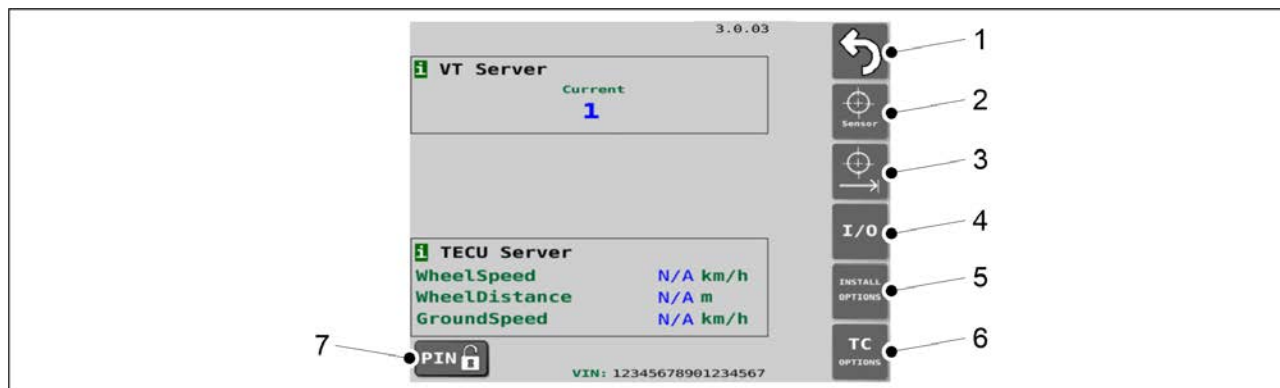 3.0.03
1
i VT Server
Current
1
Sensor
2
3
I/O
4
i TECU Server
WheelSpeed N/A km/h
WheelDistance N/A m
GroundSpeed N/A km/h
INSTALL
OPTIONS
5
TC
OPTIONS
6
7
PIN
VIN: 12345678901234567